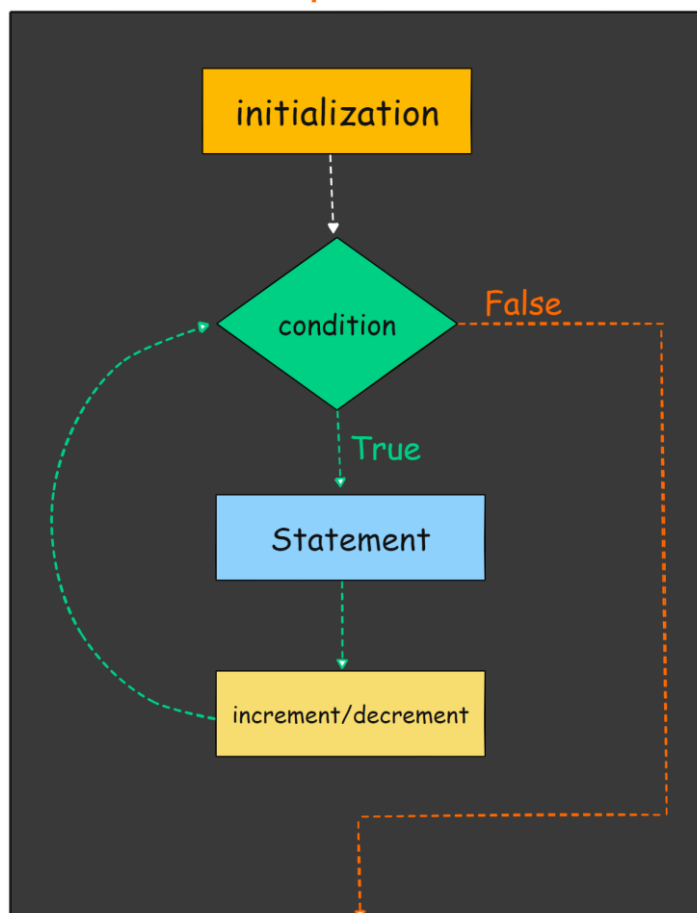 initialization
condition
False
True
Statement
increment/decrement